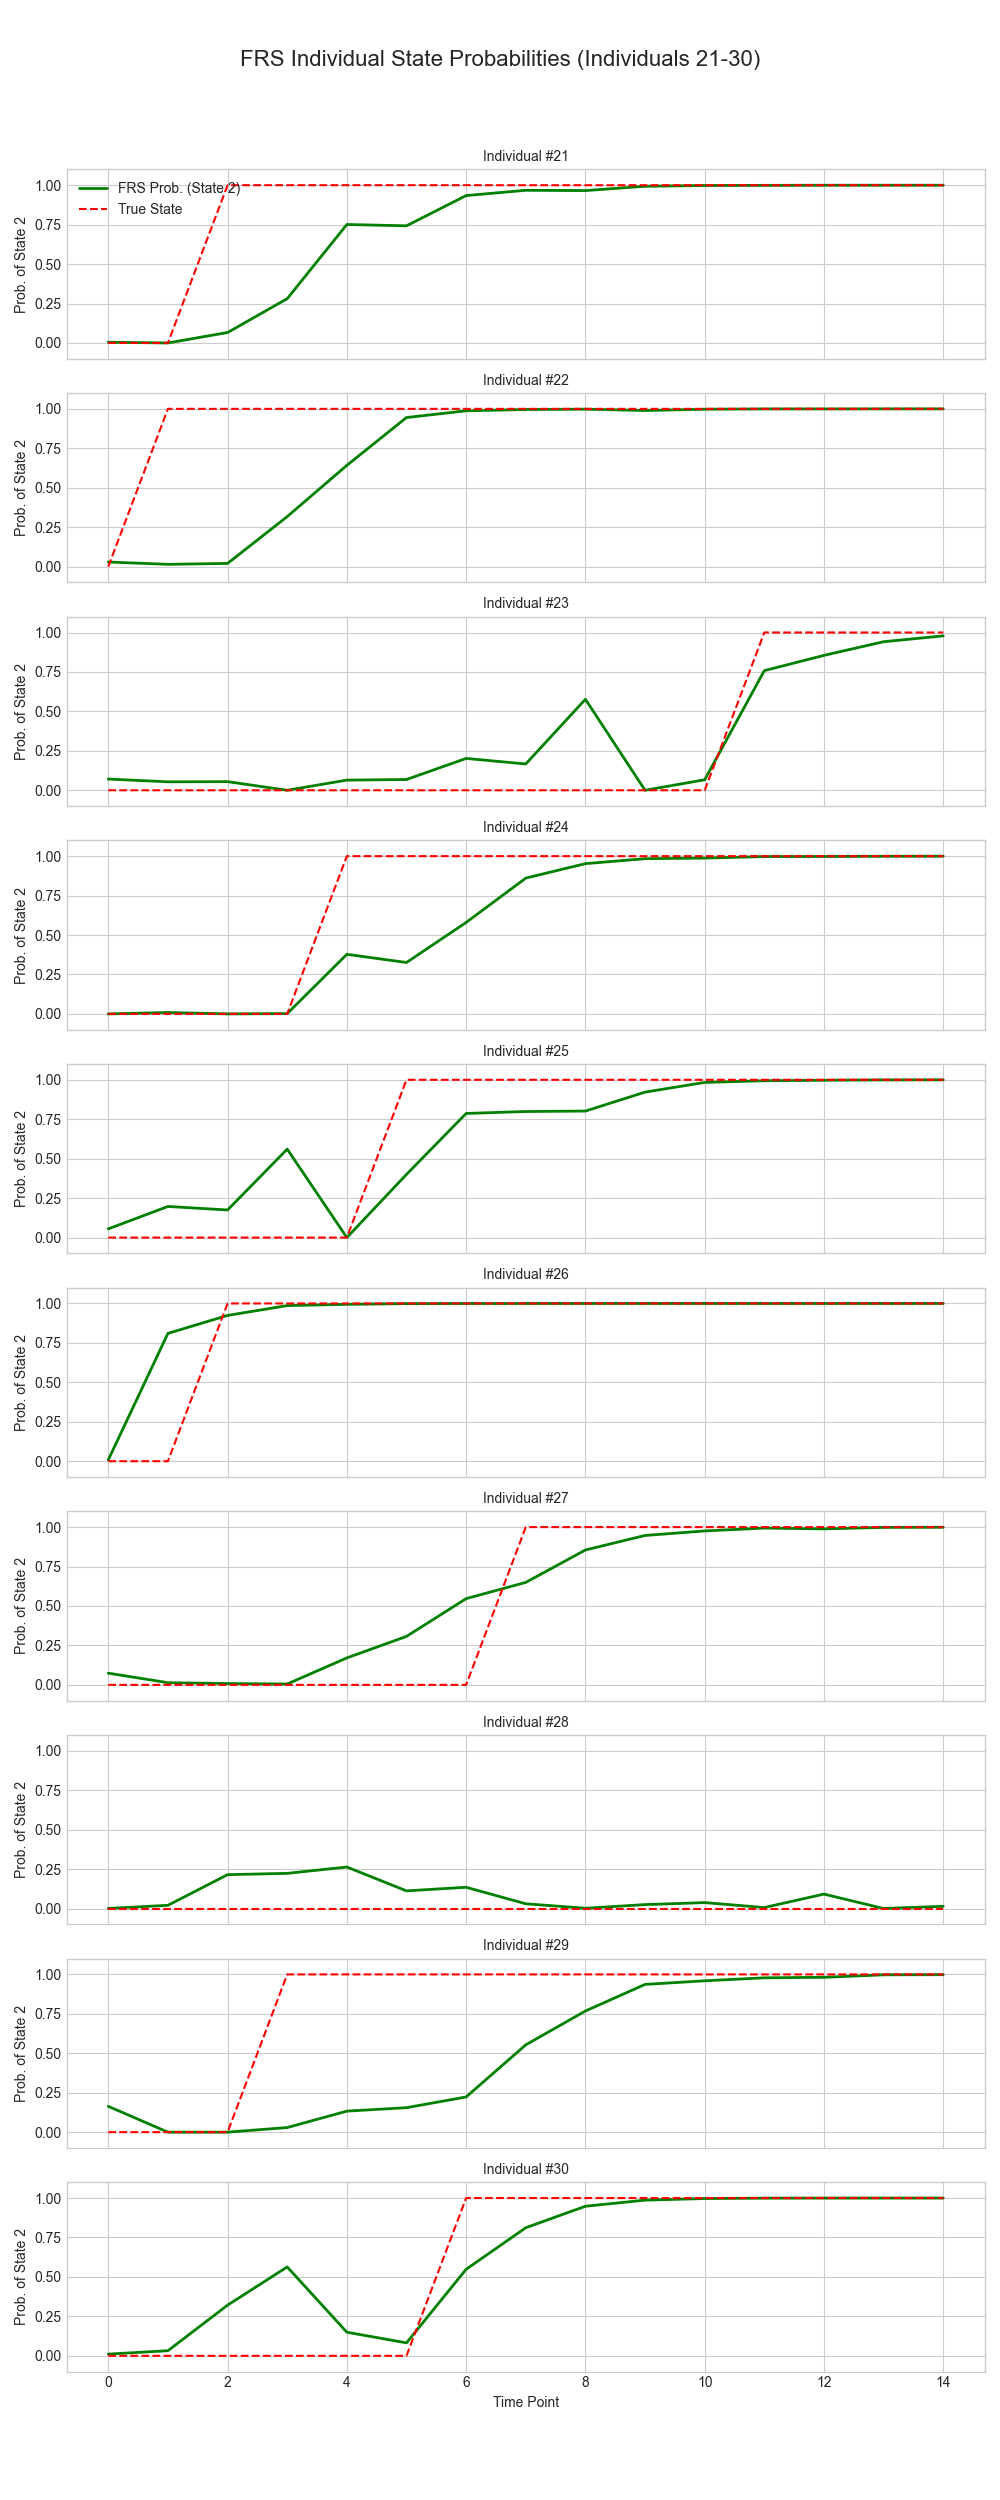 FRS Individual State Probabilities (Individuals 21-30)
Individual #21
FRS Prob. (State 2)
True State
Prob. of State 2
1.00
0.75
0.50
0.25
0.00
Individual #22
Prob. of State 2
1.00
0.75
0.50
0.25
0.00
Individual #23
Prob. of State 2
1.00
0.75
0.50
0.25
0.00
Individual #24
Prob. of State 2
1.00
0.75
0.50
0.25
0.00
Individual #25
Prob. of State 2
1.00
0.75
0.50
0.25
0.00
Individual #26
Prob. of State 2
1.00
0.75
0.50
0.25
0.00
Individual #27
Prob. of State 2
1.00
0.75
0.50
0.25
0.00
Individual #28
Prob. of State 2
1.00
0.75
0.50
0.25
0.00
Individual #29
Prob. of State 2
1.00
0.75
0.50
0.25
0.00
Individual #30
Prob. of State 2
1.00
0.75
0.50
0.25
0.00
0 2 4 6 8 10 12 14
Time Point